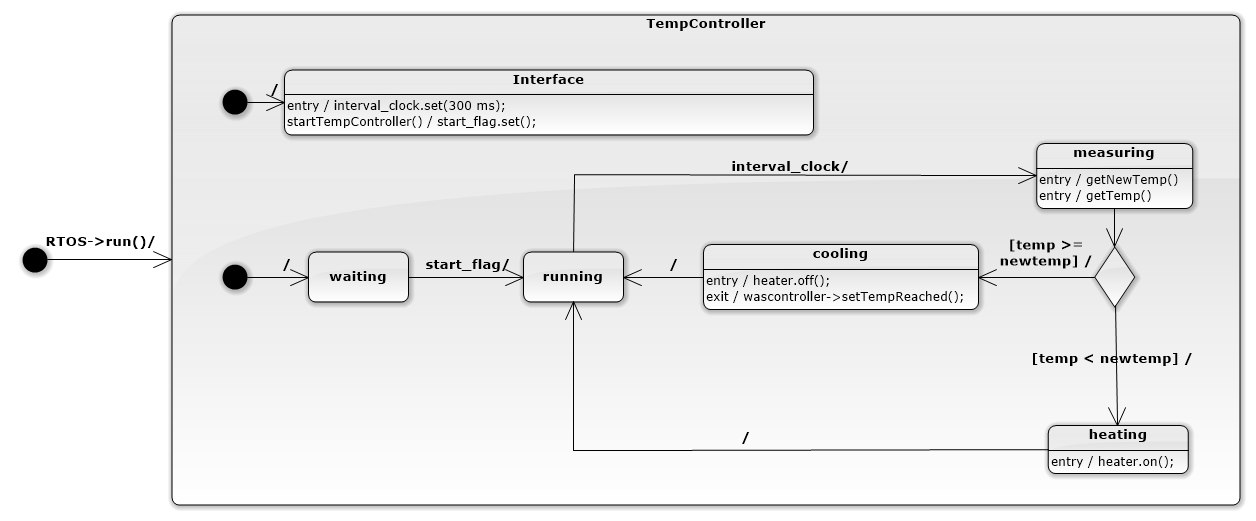 TempController
/
Interface
entry / interval_clock.set(300 ms);
startTempController() / start_flag.set();
measuring
entry / getNewTemp()
entry / getTemp()
interval_clock/
RTOS->run()/
/
waiting
start_flag/
running
/
cooling
entry / heater.off();
exit / wascontroller->setTempReached();
[temp >=
newtemp] /
[temp < newtemp] /
/
heating
entry / heater.on();